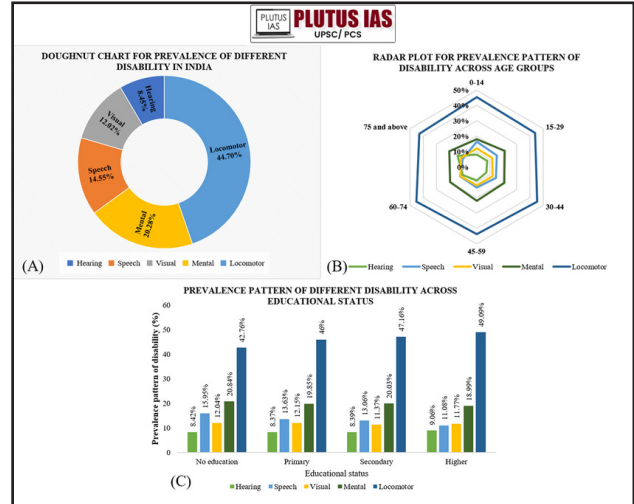 PLUTUS IAS
PLUTUS IAS
UPSC/ PCS
DOUGHNUT CHART FOR PREVALENCE OF DIFFERENT
DISABILITY IN INDIA
Hearing
8.45%
Visual
12.02%
Speech
14.55%
Mental
20.28%
Locomotor
44.70%
(A)
Hearing Speech Visual Mental Locomotor
RADAR PLOT FOR PREVALENCE PATTERN OF
DISABILITY ACROSS AGE GROUPS
0-14
50%
40%
30%
20%
10%
0%
75 and above
15-29
60-74
30-44
45-59
(B)
Hearing Speech Visual Mental Locomotor
PREVALENCE PATTERN OF DIFFERENT DISABILITY ACROSS
EDUCATIONAL STATUS
Prevalence pattern of disability (%)
60
50
40
30
20
10
0
8.42% 15.95% 12.04% 20.84% 42.76%
8.37% 13.63% 12.15% 19.85% 46%
8.39% 13.06% 11.37% 20.03% 47.16%
9.06% 11.08% 11.77% 18.99% 49.09%
No education Primary Secondary Higher
Educational status
(C)
Hearing Speech Visual Mental Locomotor